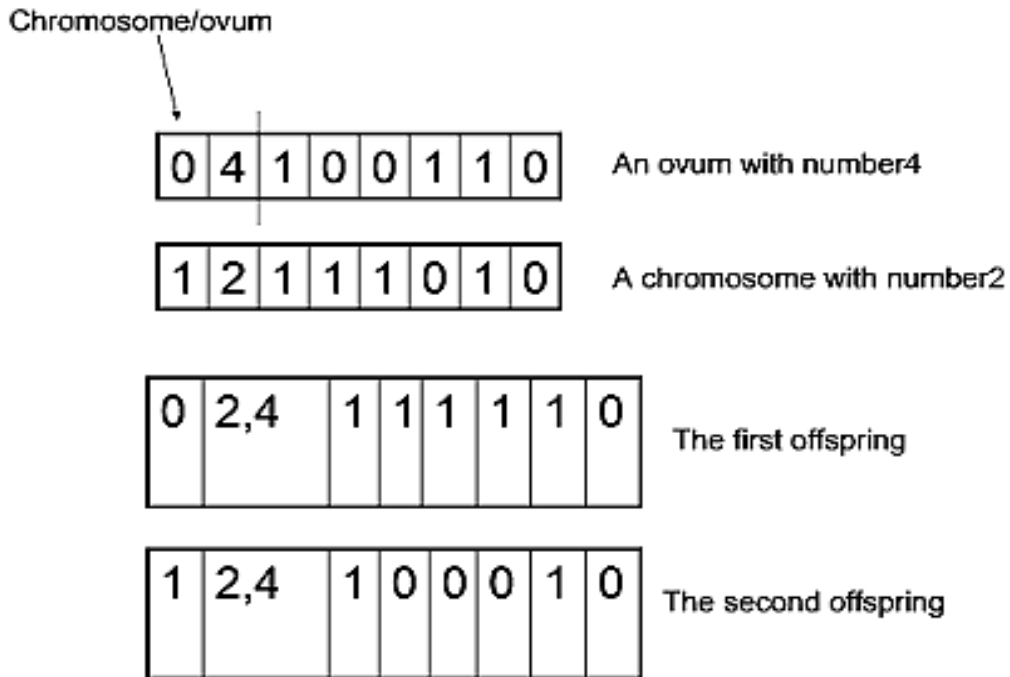 Chromosome/ovum
0 4 1 0 0 1 1 0 An ovum with number4
1 2 1 1 1 0 1 0 A chromosome with number2
0 2,4 1 1 1 1 1 0 The first offspring
1 2,4 1 0 0 0 1 0 The second offspring